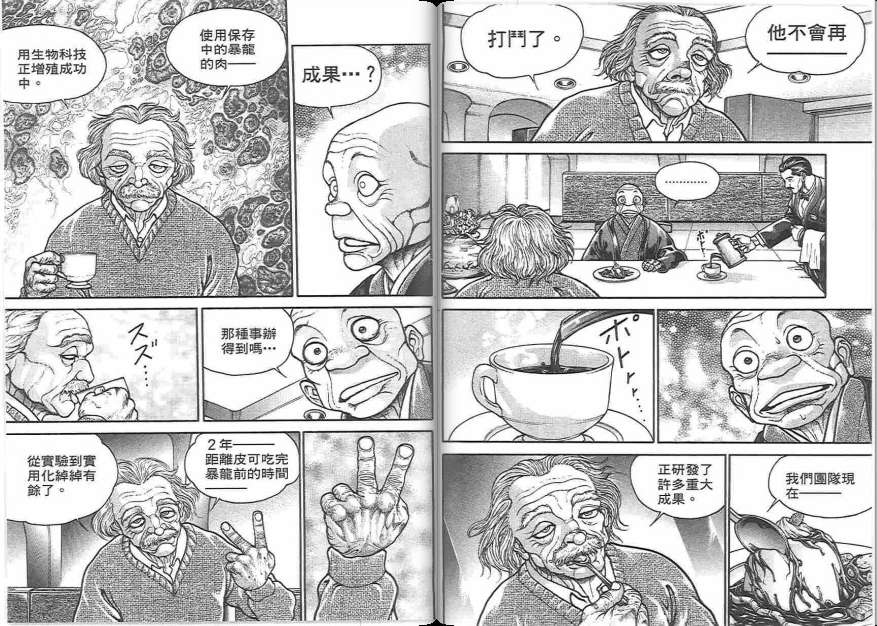 他不會再
打鬥了。
…………
ポト
ポトトト…
我們團隊現
在——
正研發了
許多重大
成果。
成果…？
使用保存
中的暴龍
的肉——
用生物科技
正增殖成功
中。
那種事辦
得到嗎…
ズズ…
2年——
距離皮可吃完
暴龍前的時間
——
從實驗到實
用化綽綽有
餘了。